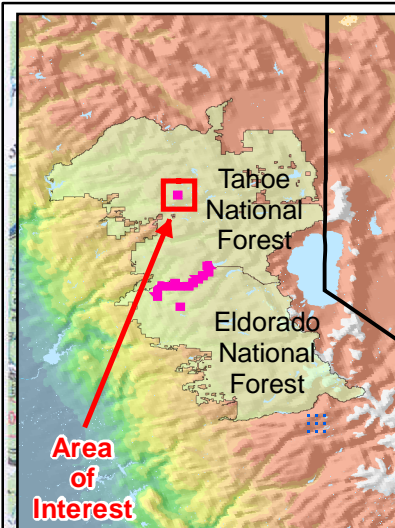 Tahoe
National
Forest
Eldorado
National
Forest
Area
of
Interest